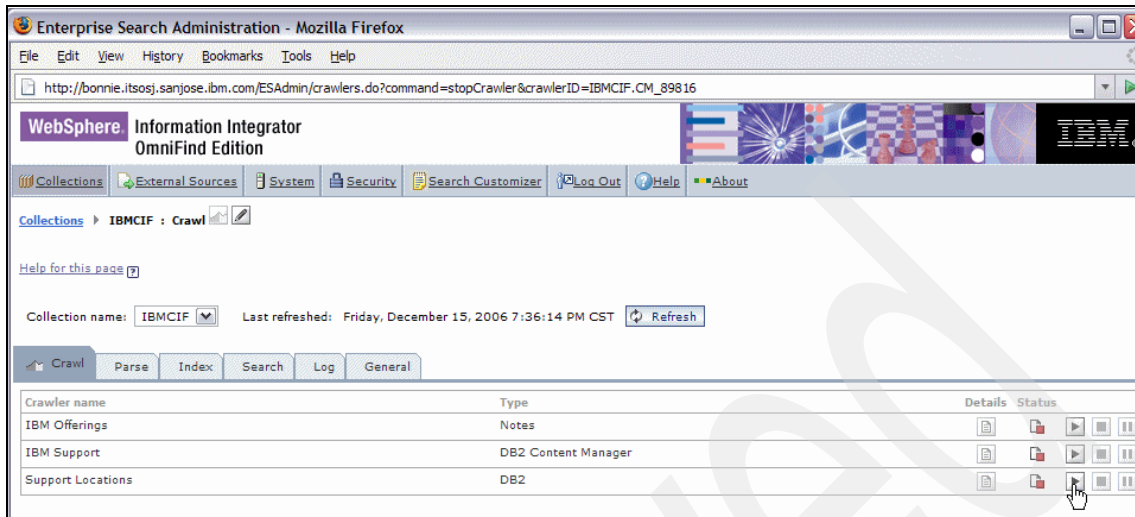 Enterprise Search Administration - Mozilla Firefox
File Edit View History Bookmarks Tools Help
http://bonnie.itsosj.sanjose.ibm.com/ESAdmin/crawlers.do?command=stopCrawler&crawlerID=IBMCIF.CM_89816
WebSphere. Information Integrator
OmniFind Edition
IBM.
Collections External Sources System Security Search Customizer Log Out Help About
Collections IBMCIF : Crawl
Help for this page ?
Collection name: IBMCIF Last refreshed: Friday, December 15, 2006 7:36:14 PM CST Refresh
Crawl Parse Index Search Log General
Crawler name Type Details Status
IBM Offerings Notes
IBM Support DB2 Content Manager
Support Locations DB2